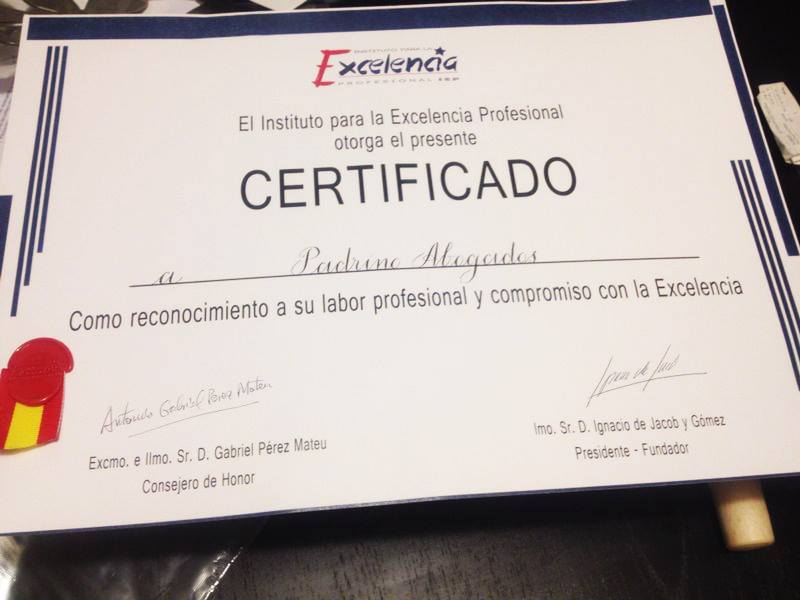 INSTITUTO PARA LA
Excelencia
PROFESIONAL IEP
El Instituto para la Excelencia Profesional
otorga el presente
CERTIFICADO
a Padrino Abogados
Como reconocimiento a su labor profesional y compromiso con la Excelencia
Antonio Gabriel Pérez Mateu
Excmo. e Ilmo. Sr. D. Gabriel Pérez Mateu
Consejero de Honor
Imo. Sr. D. Ignacio de Jacob y Gómez
Presidente - Fundador